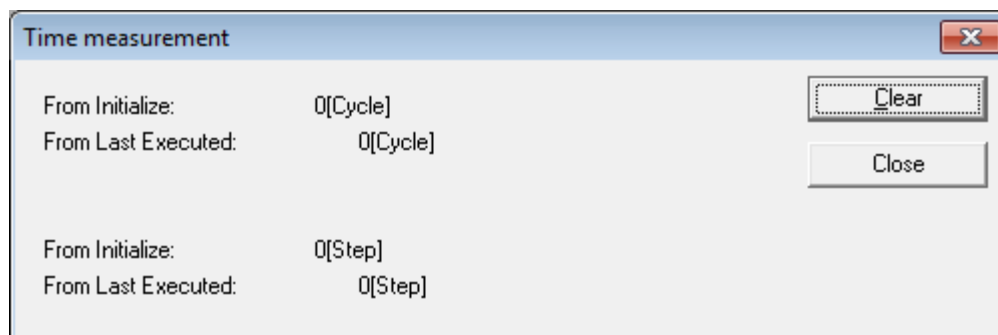 Time measurement
From Initialize: 0[Cycle]
From Last Executed: 0[Cycle]
From Initialize: 0[Step]
From Last Executed: 0[Step]
Clear
Close